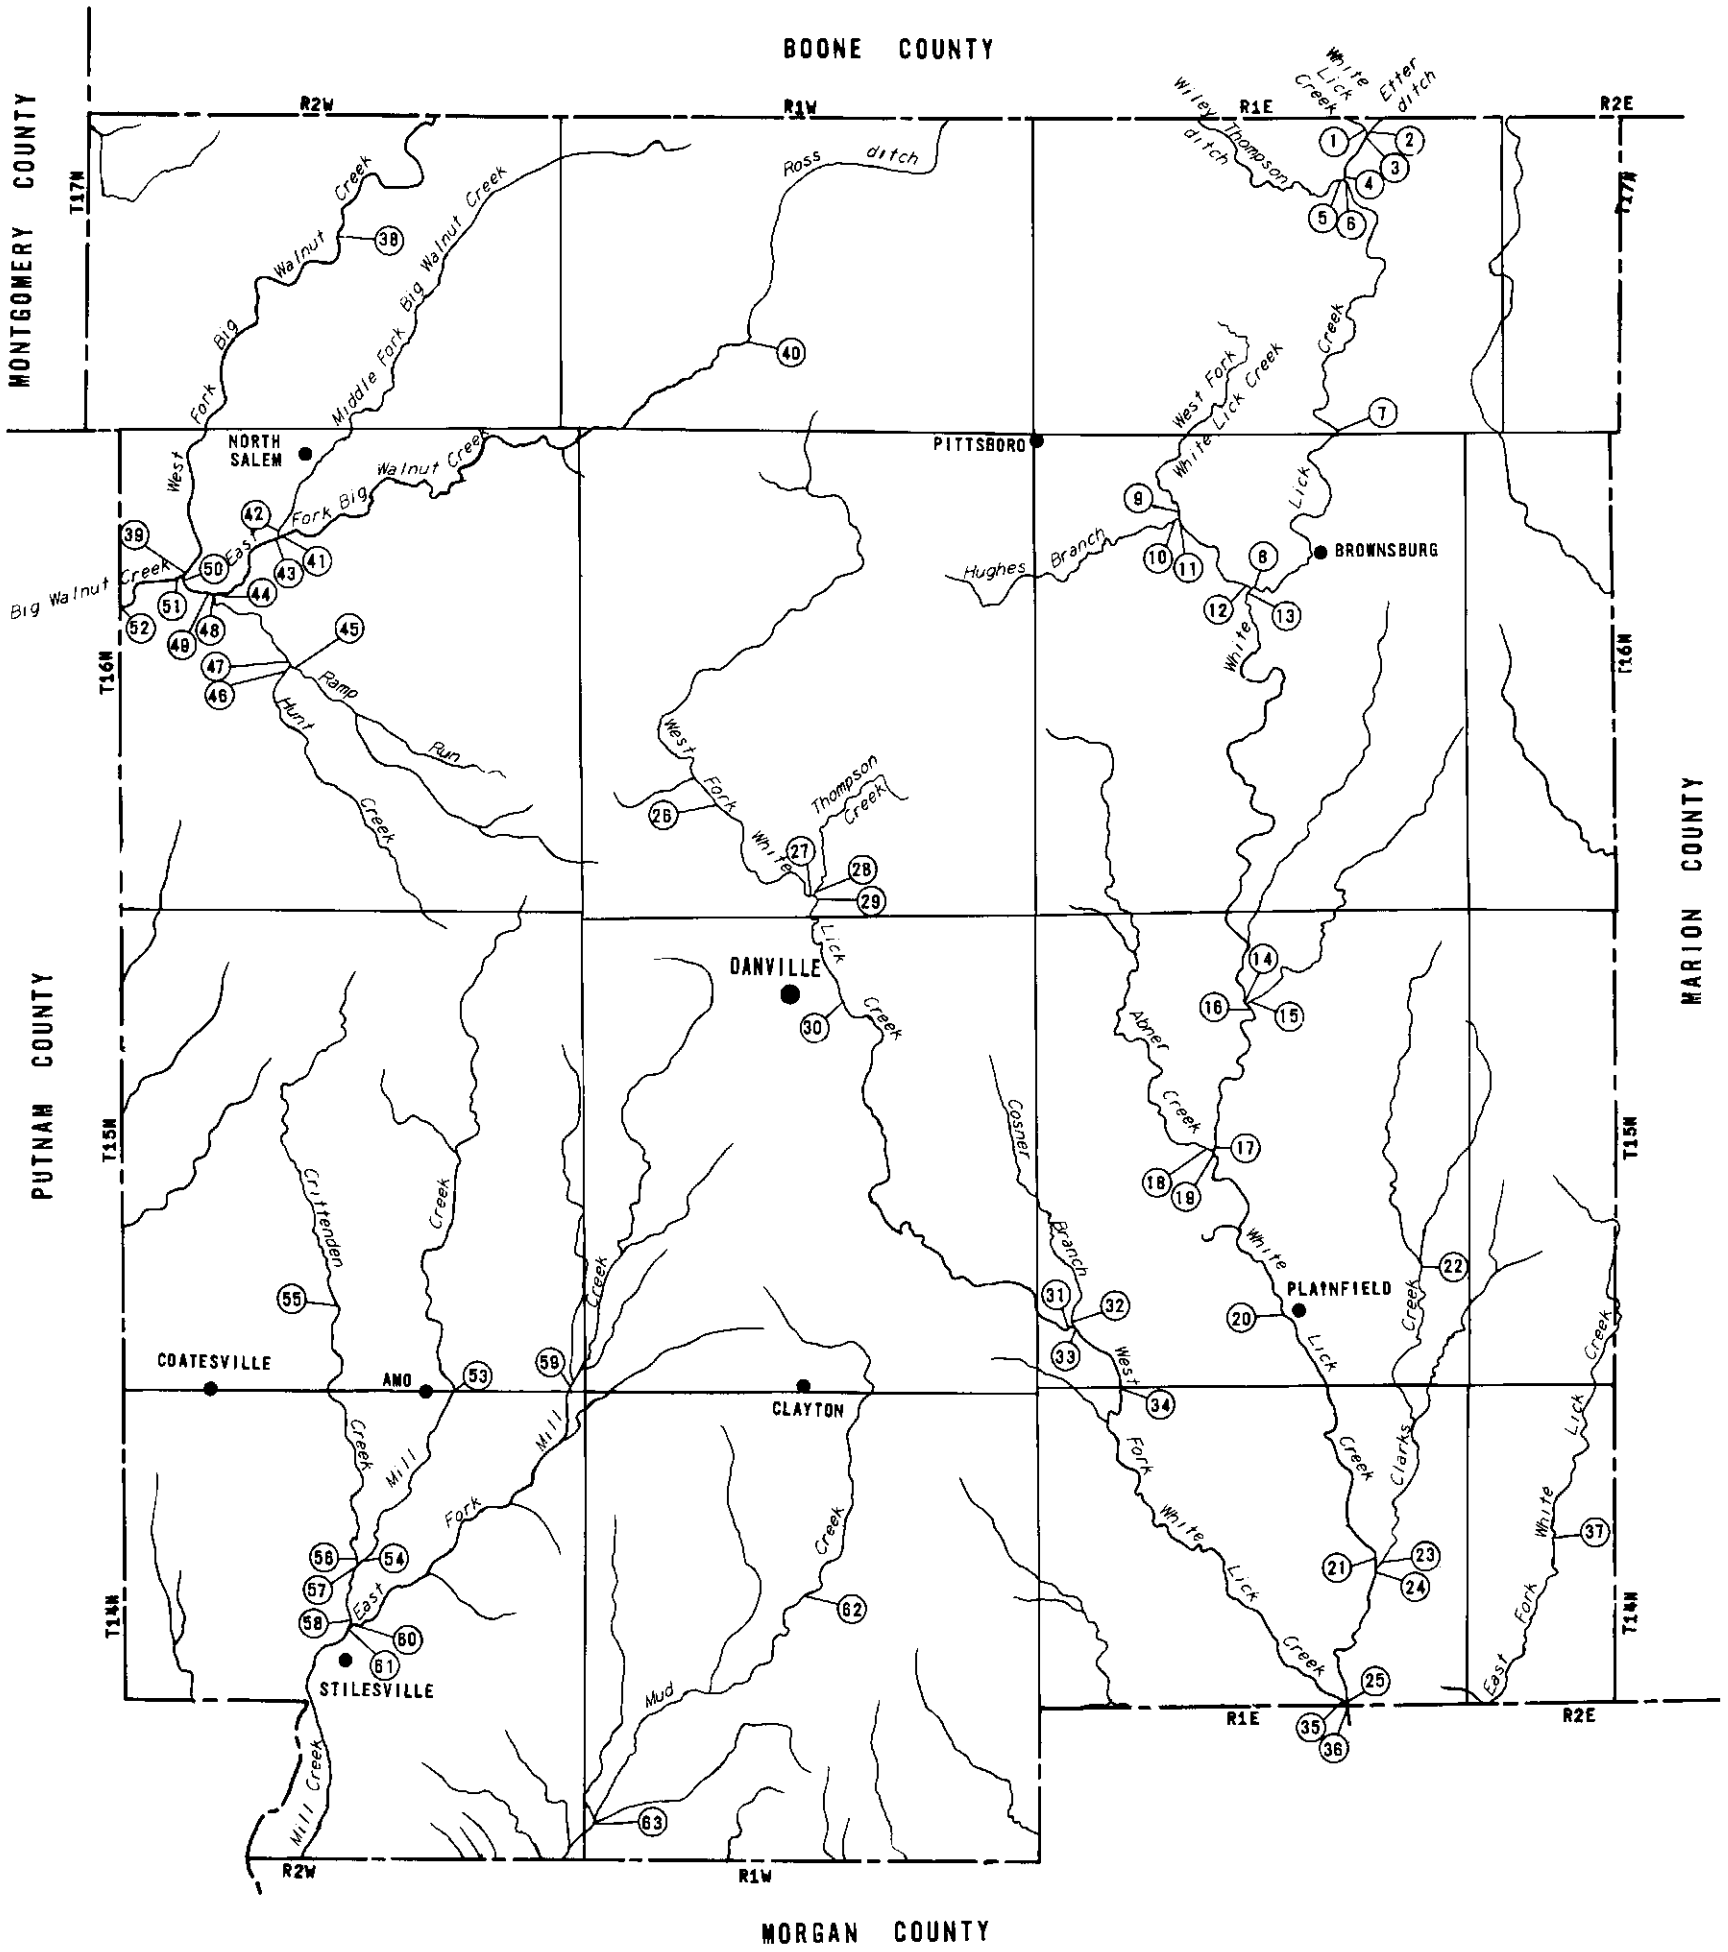 BOONE COUNTY
White
Lick
Creek
Etter
ditch
R2W
R1W
R1E
R2E
MONTGOMERY COUNTY
T17N
T17N
Wiley Thompson
ditch
1
2
3
4
5
6
Ross ditch
West Fork Big Walnut Creek
38
Middle Fork Big Walnut Creek
40
West Fork
White Lick Creek
White Lick Creek
7
NORTH
SALEM
PITTSBORO
East Fork Big Walnut Creek
42
41
43
39
50
44
51
52
49
48
Big Walnut Creek
9
10
11
Hughes Branch
BROWNSBURG
8
12
13
T16N
T16N
45
47
46
Ramp Run
Hunt Creek
West Fork White Lick Creek
26
Thompson
Creek
27
28
29
MARION COUNTY
DANVILLE
30
14
16
15
Abner Creek
PUTNAM COUNTY
T15N
T15N
Crittenden Creek
Creek
Cosner Branch
17
18
19
White Lick Creek
22
55
Creek
31
32
33
PLAINFIELD
20
Creek
COATESVILLE
AMO
53
59
CLAYTON
34
West Fork White Lick Creek
Mill
East Fork Mill
Creek
Clarks
East Fork White Lick Creek
37
56
54
57
58
60
61
62
21
23
24
T14N
T14N
STILESVILLE
Mud
25
35
36
R1E
R2E
Mill Creek
63
R2W
R1W
MORGAN COUNTY